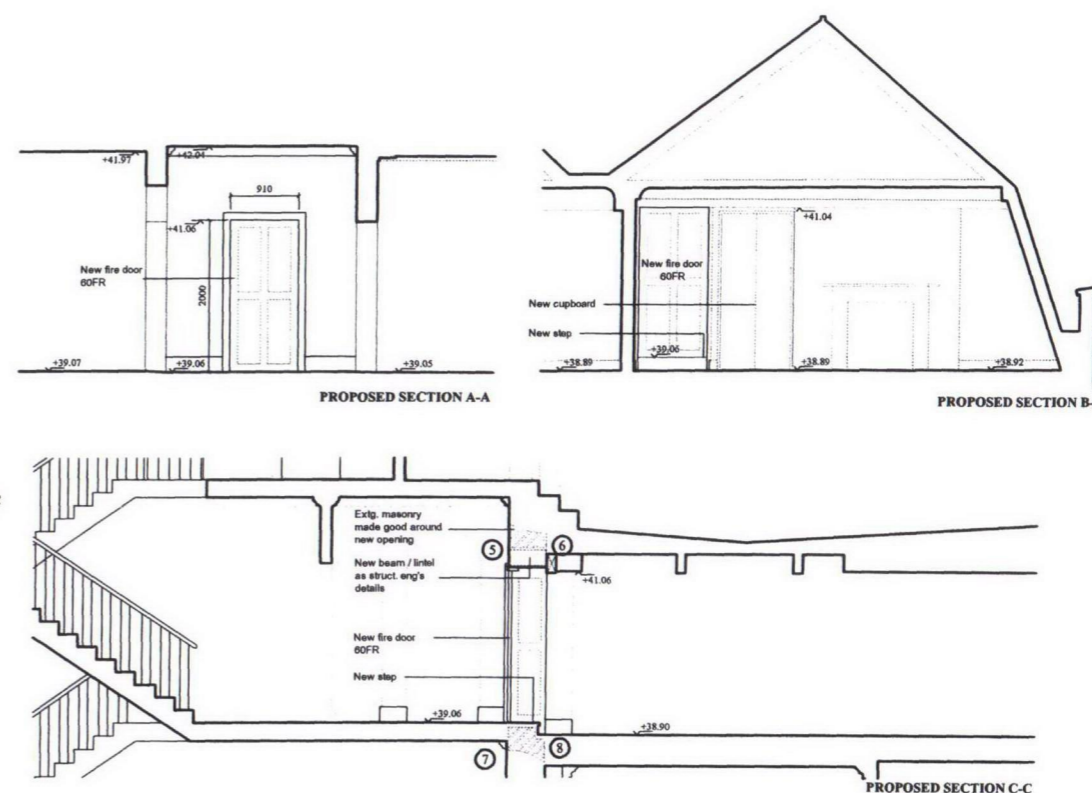 +41.97
+42.04
910
+41.06
New fire door
60FR
2000
+39.07
+39.06
+39.05
PROPOSED SECTION A-A
+41.04
New fire door
60FR
New cupboard
New step
+39.06
+38.89
+38.89
+38.92
PROPOSED SECTION B-
Extg. masonry
made good around
new opening
5
6
New beam / lintel
as struct. eng's
details
+41.06
New fire door
60FR
New step
+39.06
+38.90
7
8
PROPOSED SECTION C-C